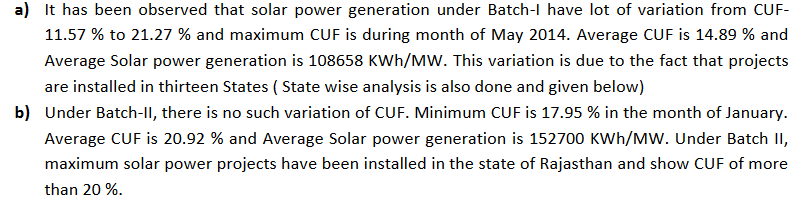 a) It has been observed that solar power generation under Batch-I have lot of variation from CUF-
11.57 % to 21.27 % and maximum CUF is during month of May 2014. Average CUF is 14.89 % and
Average Solar power generation is 108658 KWh/MW. This variation is due to the fact that projects
are installed in thirteen States ( State wise analysis is also done and given below)
b) Under Batch-II, there is no such variation of CUF. Minimum CUF is 17.95 % in the month of January.
Average CUF is 20.92 % and Average Solar power generation is 152700 KWh/MW. Under Batch II,
maximum solar power projects have been installed in the state of Rajasthan and show CUF of more
than 20 %.